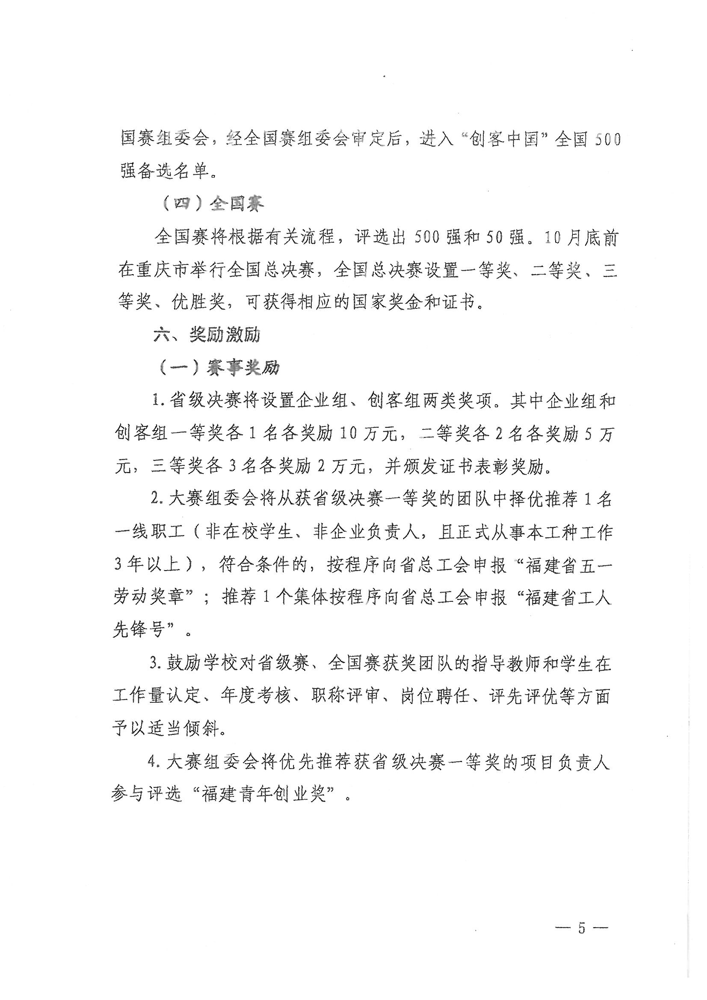 国赛组委会，经全国赛组委会审定后，进入“创客中国”全国 500
强备选名单。
（四）全国赛
全国赛将根据有关流程，评选出 500 强和 50 强。10 月底前
在重庆市举行全国总决赛，全国总决赛设置一等奖、二等奖、三
等奖、优胜奖，可获得相应的国家奖金和证书。
六、奖励激励
（一）赛事奖励
1.省级决赛将设置企业组、创客组两类奖项。其中企业组和
创客组一等奖各 1 名各奖励 10 万元，二等奖各 2 名各奖励 5 万
元，三等奖各 3 名各奖励 2 万元，并颁发证书表彰奖励。
2.大赛组委会将从获省级决赛一等奖的团队中择优推荐 1 名
一线职工（非在校学生、非企业负责人，且正式从事本工种工作
3 年以上），符合条件的，按程序向省总工会申报“福建省五一
劳动奖章”；推荐 1 个集体按程序向省总工会申报“福建省工人
先锋号”。
3.鼓励学校对省级赛、全国赛获奖团队的指导教师和学生在
工作量认定、年度考核、职称评审、岗位聘任、评先评优等方面
予以适当倾斜。
4.大赛组委会将优先推荐获省级决赛一等奖的项目负责人
参与评选“福建青年创业奖”。
— 5 —